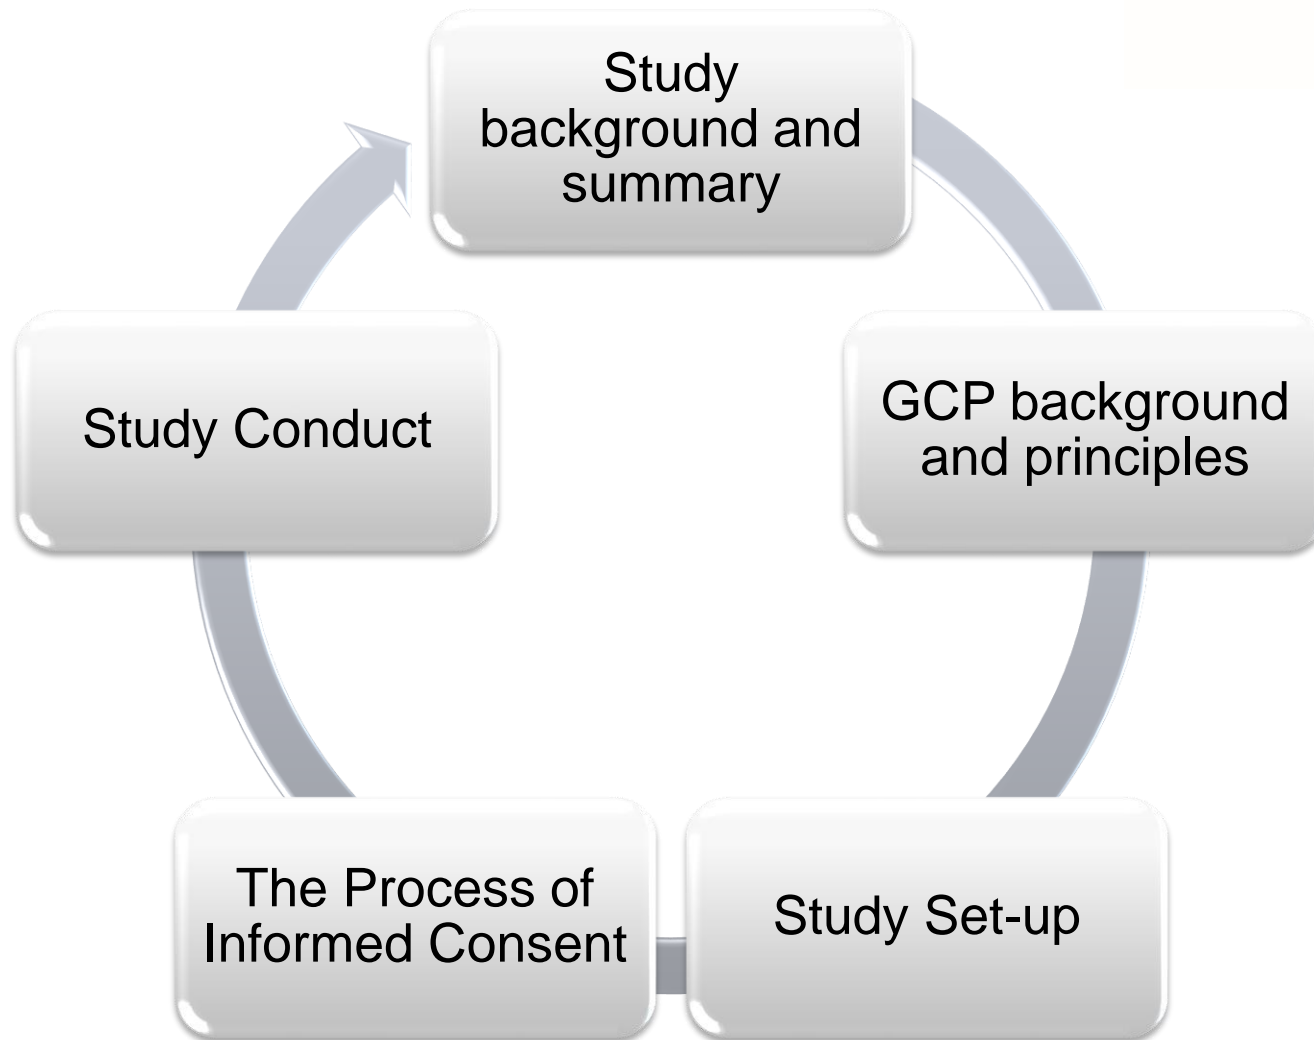 Study
background and
summary
GCP background
and principles
Study Set-up
The Process of
Informed Consent
Study Conduct